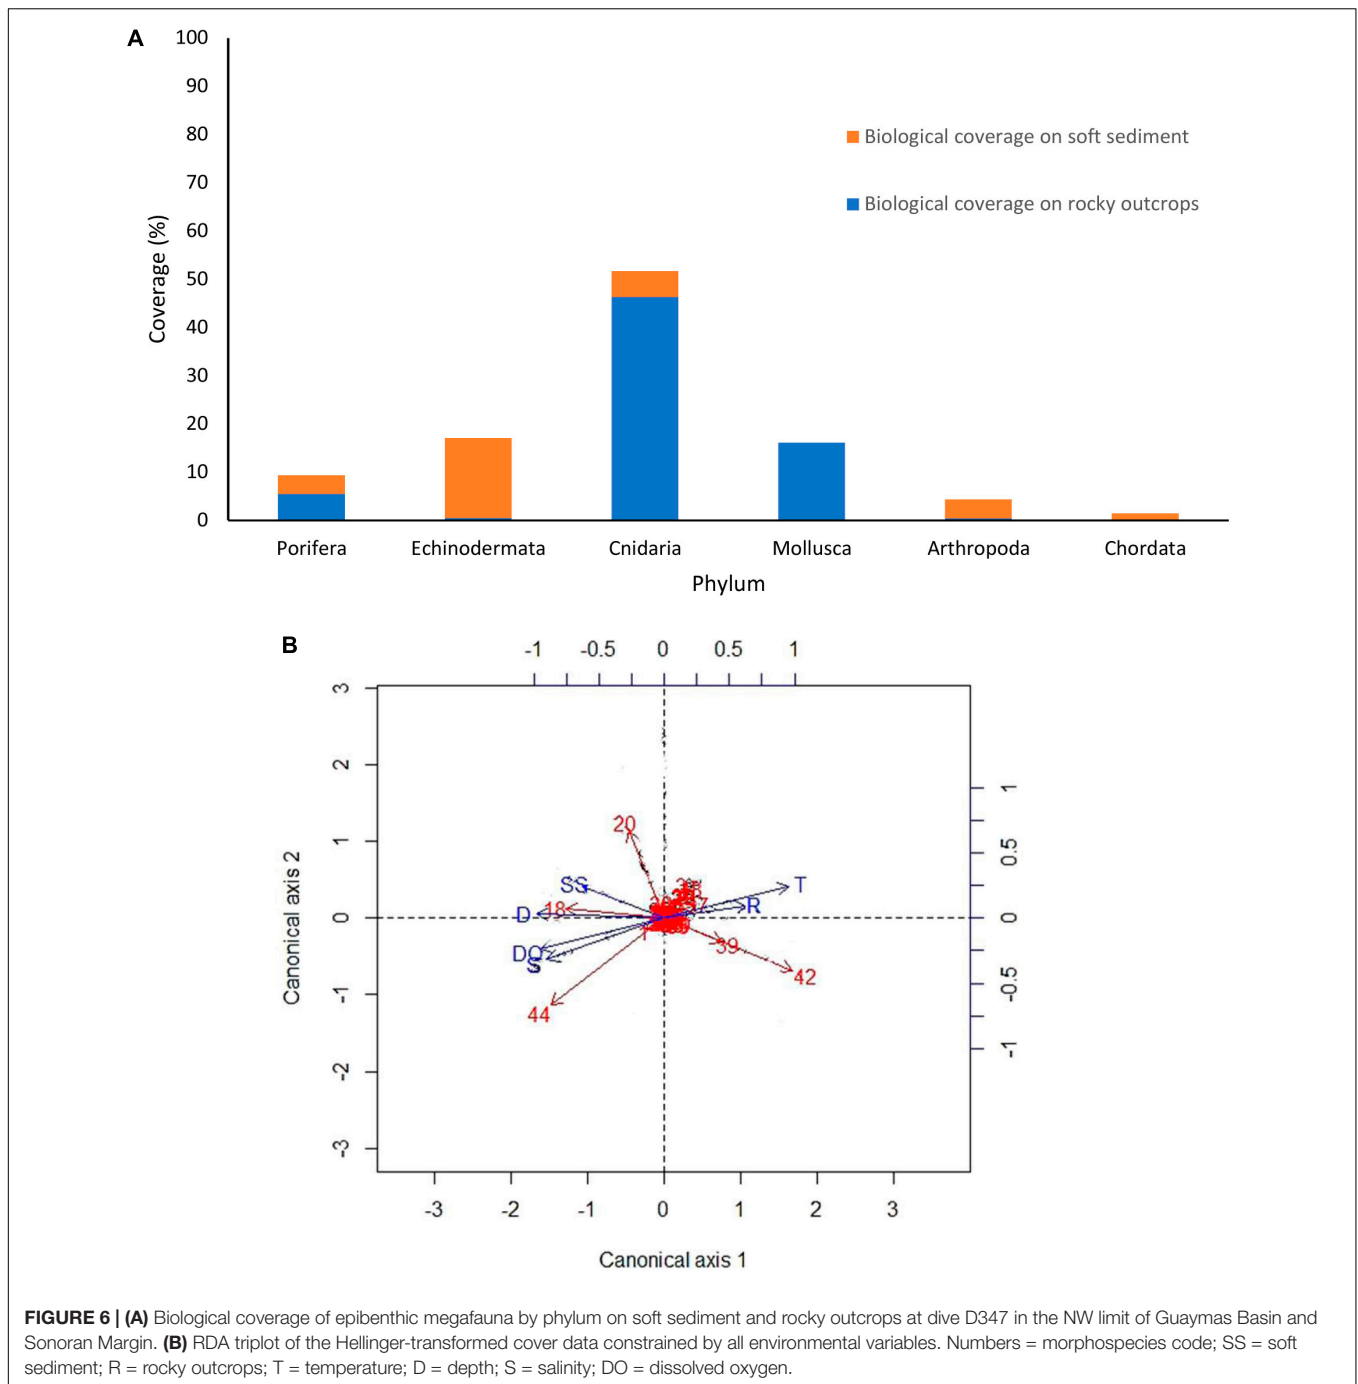 A
100
90
80
70
60
50
40
30
20
10
0
Coverage (%)
Biological coverage on soft sediment
Biological coverage on rocky outcrops
Porifera Echinodermata Cnidaria Mollusca Arthropoda Chordata
Phylum
B
-1 -0.5 0 0.5 1
3
2
1
0
-1
-2
-3
Canonical axis 2
1
0.5
0
-0.5
-1
20
SS
18
D
DO
S
44
T
R
39
42
-3 -2 -1 0 1 2 3
Canonical axis 1
FIGURE 6 | (A) Biological coverage of epibenthic megafauna by phylum on soft sediment and rocky outcrops at dive D347 in the NW limit of Guaymas Basin and
Sonoran Margin. (B) RDA triplot of the Hellinger-transformed cover data constrained by all environmental variables. Numbers = morphospecies code; SS = soft
sediment; R = rocky outcrops; T = temperature; D = depth; S = salinity; DO = dissolved oxygen.